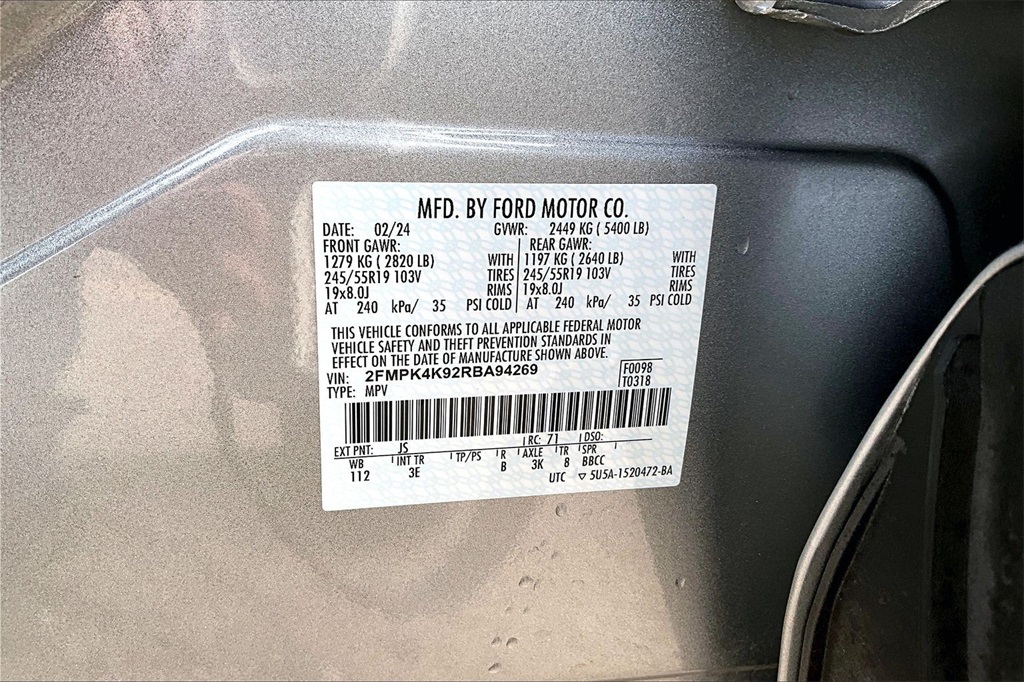 MFD. BY FORD MOTOR CO.
DATE: 02/24 GVWR: 2449 KG ( 5400 LB)
FRONT GAWR: REAR GAWR:
1279 KG ( 2820 LB) WITH 1197 KG ( 2640 LB) WITH
245/55R19 103V TIRES 245/55R19 103V TIRES
19x8.0J RIMS 19x8.0J RIMS
AT 240 kPa/ 35 PSI COLD AT 240 kPa/ 35 PSI COLD
THIS VEHICLE CONFORMS TO ALL APPLICABLE FEDERAL MOTOR
VEHICLE SAFETY AND THEFT PREVENTION STANDARDS IN
EFFECT ON THE DATE OF MANUFACTURE SHOWN ABOVE.
VIN: 2FMPK4K92RBA94269 F0098
TYPE: MPV T0318
EXT PNT: JS RC: 71 DSO:
WB INT TR TP/PS R AXLE TR SPR
112 3E B 3K 8 BBCC
UTC ▽ 5U5A-1520472-BA